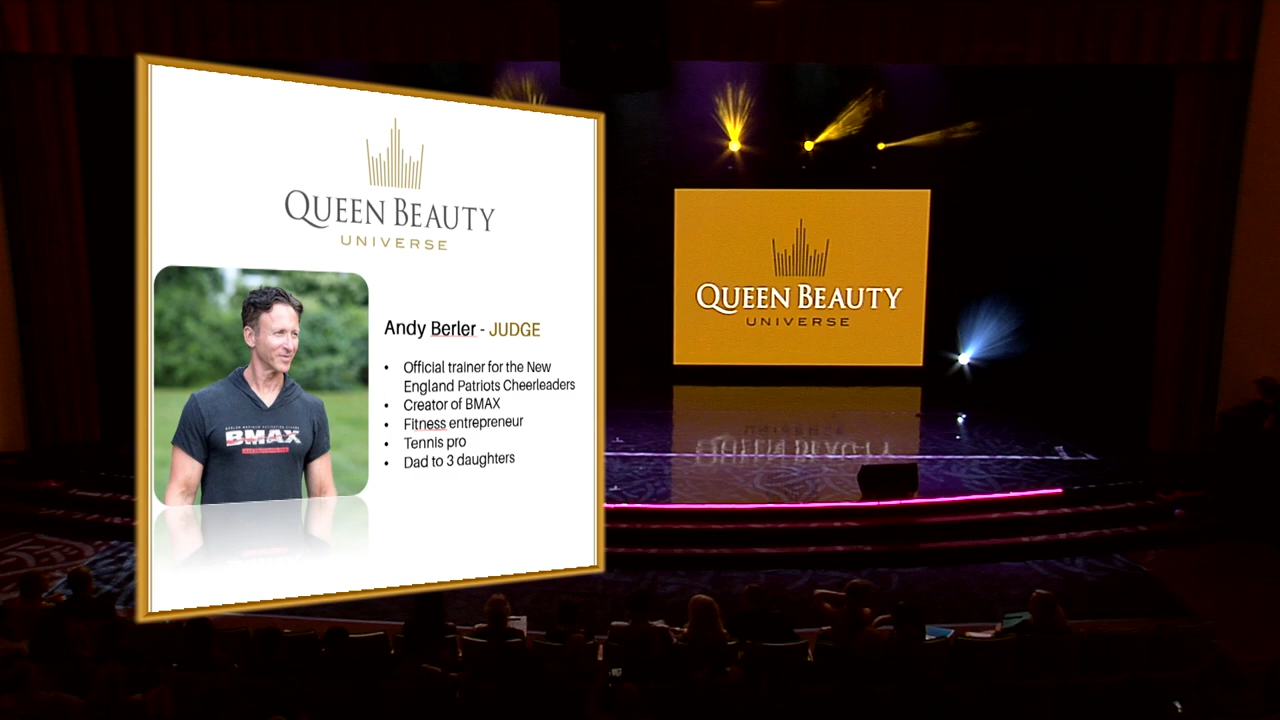 QUEEN BEAUTY
UNIVERSE
Andy Berler - JUDGE
• Official trainer for the New
England Patriots Cheerleaders
• Creator of BMAX
• Fitness entrepreneur
• Tennis pro
• Dad to 3 daughters
BMAX
QUEEN BEAUTY
UNIVERSE